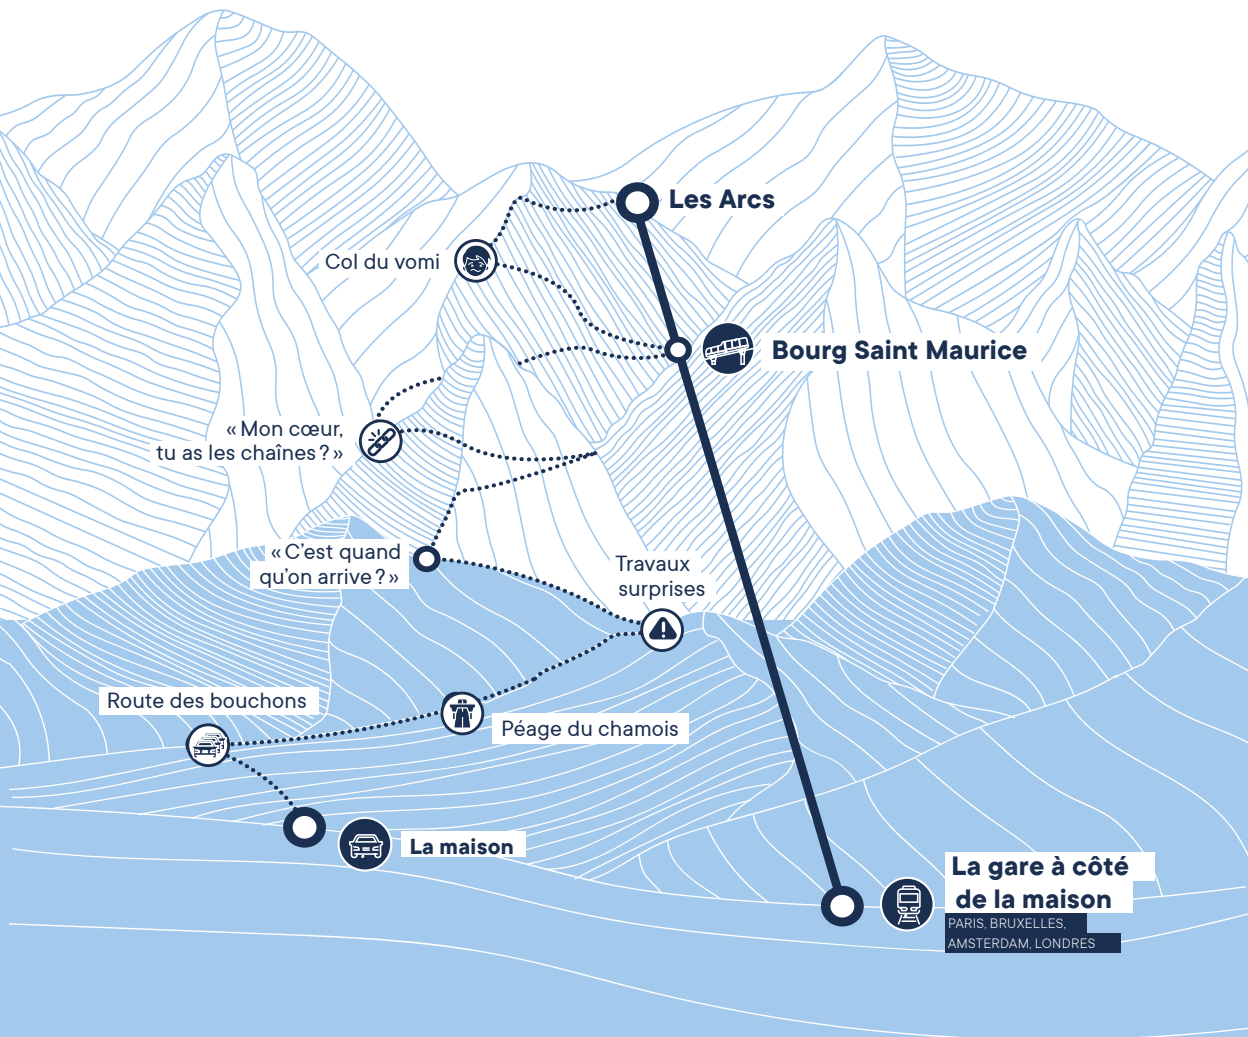 Les Arcs
Col du vomi
Bourg Saint Maurice
« Mon cœur,
tu as les chaînes ? »
« C’est quand
qu’on arrive ? »
Travaux
surprises
Route des bouchons
Péage du chamois
La maison
La gare à côté
de la maison
PARIS, BRUXELLES,
AMSTERDAM, LONDRES